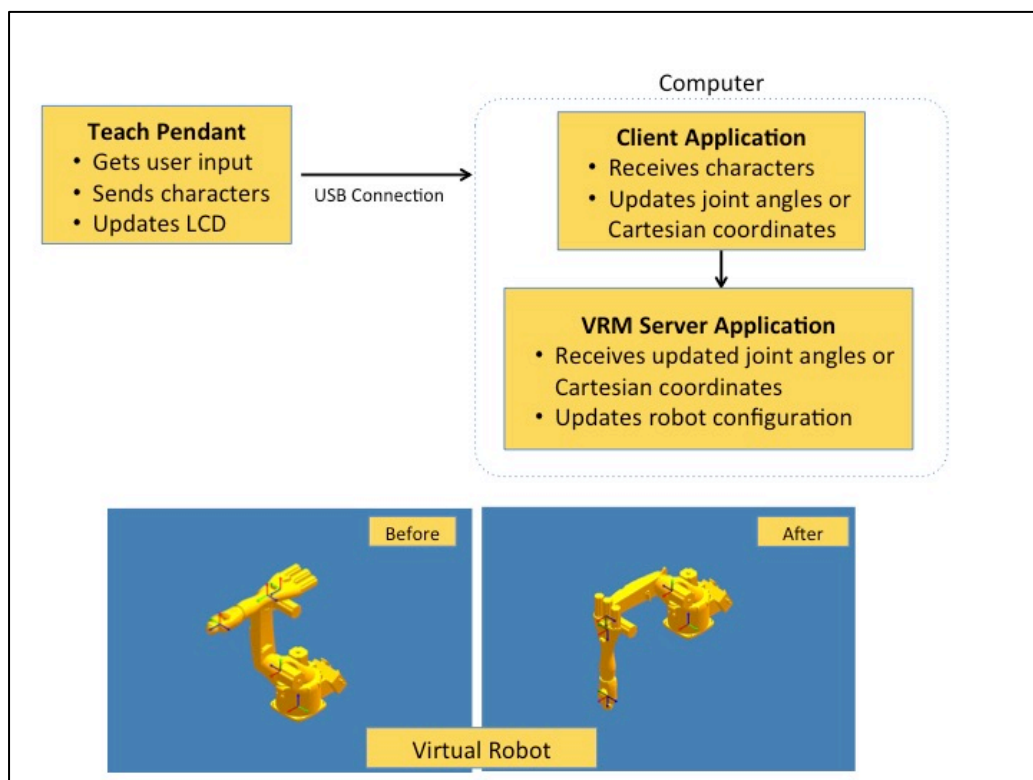 Computer
Teach Pendant
• Gets user input
• Sends characters
• Updates LCD
USB Connection
Client Application
• Receives characters
• Updates joint angles or
Cartesian coordinates
VRM Server Application
• Receives updated joint angles or
Cartesian coordinates
• Updates robot configuration
Before
After
Virtual Robot